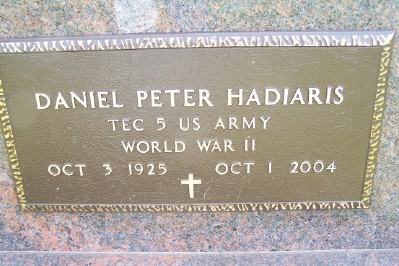 DANIEL PETER HADIARIS
TEC 5 US ARMY
WORLD WAR II
OCT 3 1925 OCT 1 2004